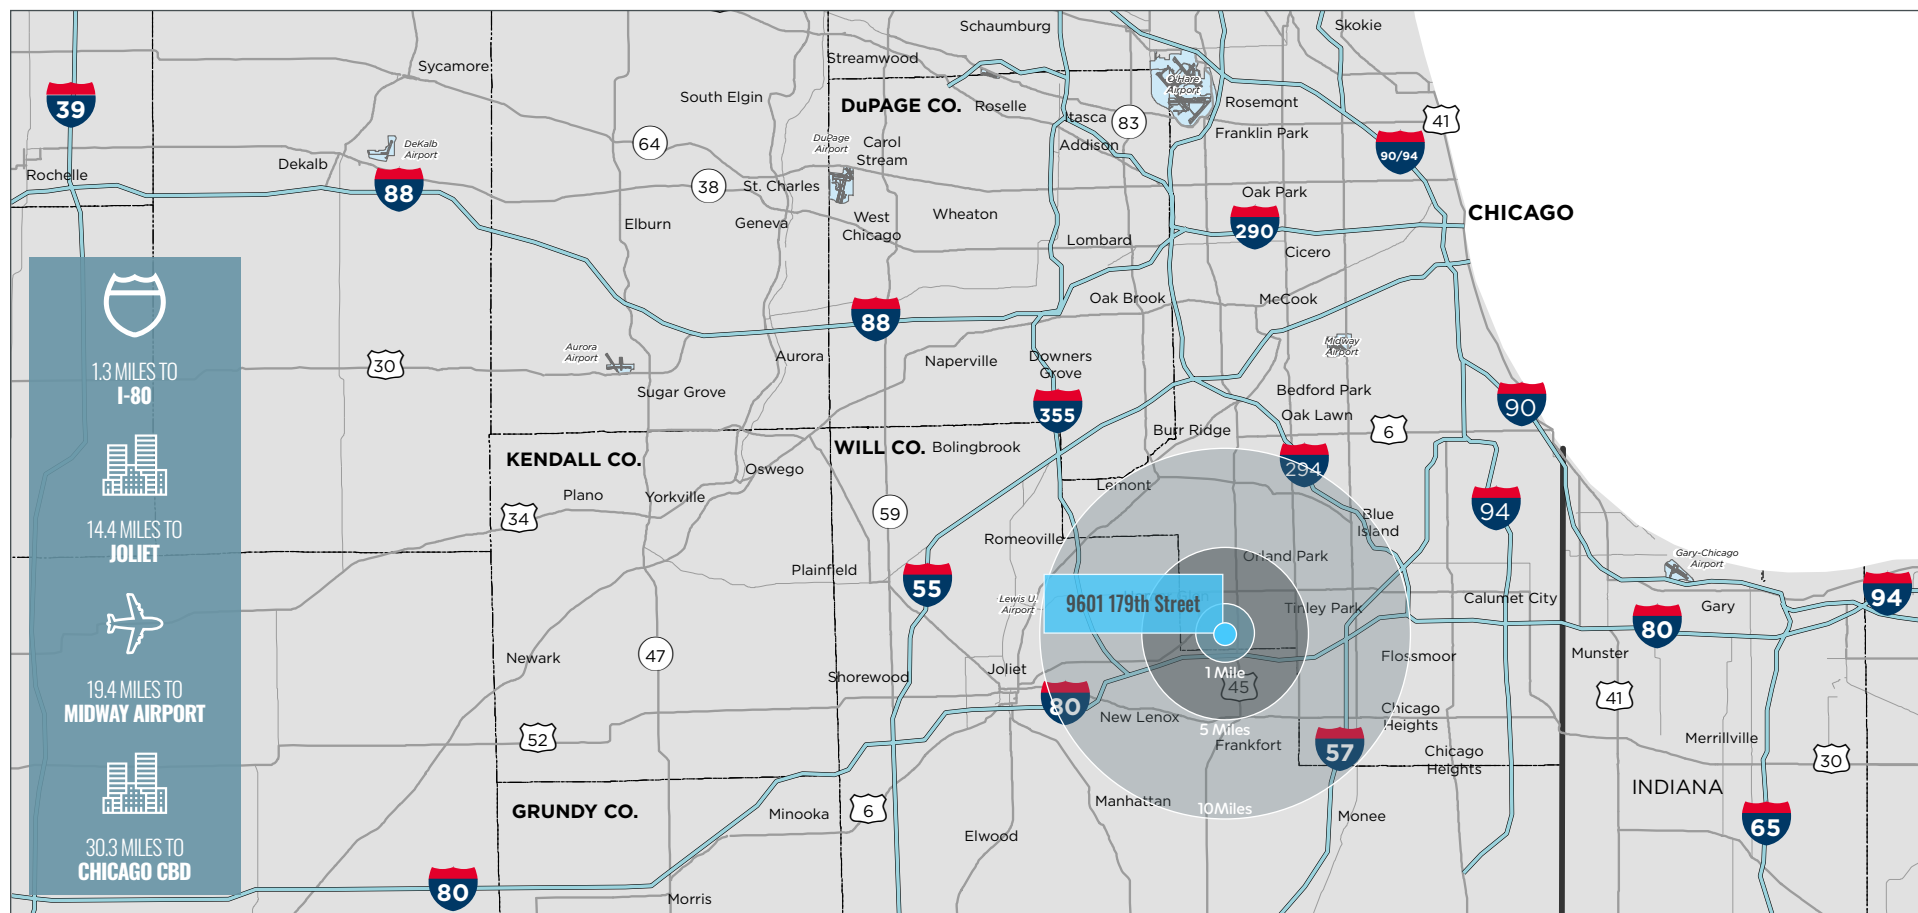 Schaumburg
Skokie
Streamwood
Sycamore
O'Hare
Airport
South Elgin
DuPAGE CO.
Roselle
Rosemont
39
Itasca
83
41
Franklin Park
64
DuPage
Airport
Carol
Stream
Addison
90/94
DeKalb
Airport
Dekalb
Rochelle
88
38
St. Charles
Oak Park
CHICAGO
Elburn
Geneva
West
Chicago
Wheaton
Lombard
290
Cicero
Oak Brook
McCook
88
Midway
Airport
Aurora
Airport
30
Aurora
Naperville
Downers
Grove
Sugar Grove
Bedford Park
Oak Lawn
355
90
6
Burr Ridge
KENDALL CO.
WILL CO.
Bolingbrook
Oswego
294
Plano
Yorkville
Lemont
34
59
94
Blue
Island
Romeoville
Orland Park
Plainfield
55
Lewis U.
Airport
9601 179th Street
Tinley Park
Calumet City
Gary-Chicago
Airport
Gary
94
80
Newark
47
Joliet
Shorewood
Flossmoor
Munster
1 Mile
45
80
New Lenox
41
Chicago
Heights
5 Miles
Frankfort
57
52
Chicago
Heights
Merrillville
30
INDIANA
GRUNDY CO.
Minooka
6
Manhattan
10Miles
Monee
65
Elwood
80
Morris
1.3 MILES TO
I-80
14.4 MILES TO
JOLIET
19.4 MILES TO
MIDWAY AIRPORT
30.3 MILES TO
CHICAGO CBD